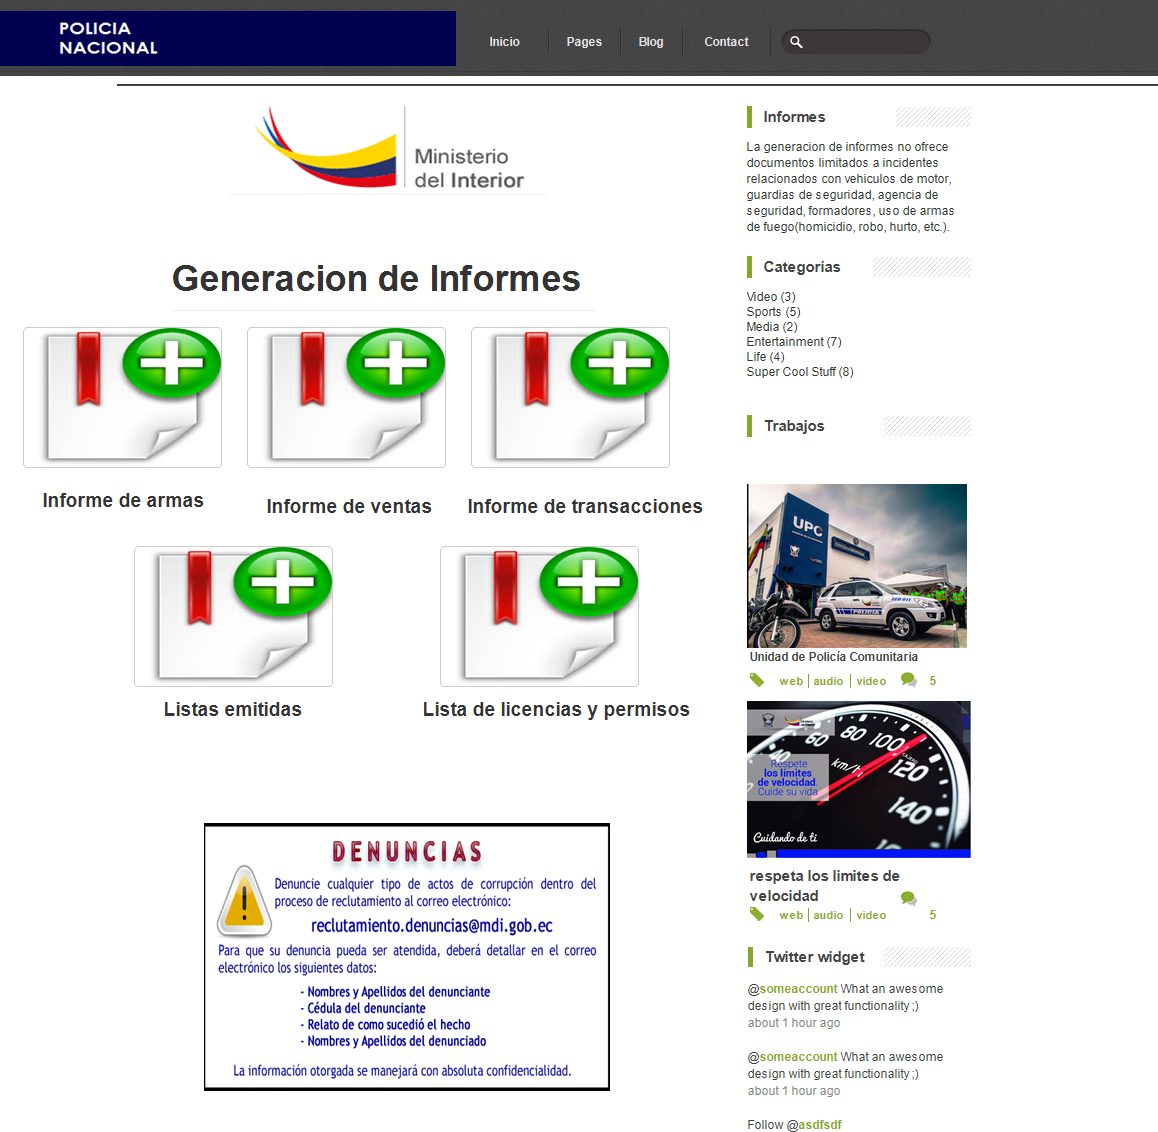 POLICIA
NACIONAL
Inicio
Pages
Blog
Contact
Ministerio
del Interior
Generacion de Informes
Informe de armas
Informe de ventas
Informe de transacciones
Listas emitidas
Lista de licencias y permisos
DENUNCIAS
Denuncie cualquier tipo de actos de corrupción dentro del
proceso de reclutamiento al correo electrónico:
reclutamiento.denuncias@mdi.gob.ec
Para que su denuncia pueda ser atendida, deberá detallar en el correo
electrónico los siguientes datos:
- Nombres y Apellidos del denunciante
- Cédula del denunciante
- Relato de como sucedió el hecho
- Nombres y Apellidos del denunciado
La información otorgada se manejará con absoluta confidencialidad.
Informes
La generacion de informes no ofrece
documentos limitados a incidentes
relacionados con vehiculos de motor,
guardias de seguridad, agencia de
seguridad, formadores, uso de armas
de fuego(homicidio, robo, hurto, etc.).
Categorías
Video (3)
Sports (5)
Media (2)
Entertainment (7)
Life (4)
Super Cool Stuff (8)
Trabajos
UPC
POLICIA
Unidad de Policía Comunitaria
web | audio | video 5
60 80 100 120 140
km/h
Respete
los límites
de velocidad.
Cuide su vida
Cuidando de ti
respeta los limites de
velocidad
web | audio | video 5
Twitter widget
@someaccount What an awesome
design with great functionality ;)
about 1 hour ago
@someaccount What an awesome
design with great functionality ;)
about 1 hour ago
Follow @asdfsdf